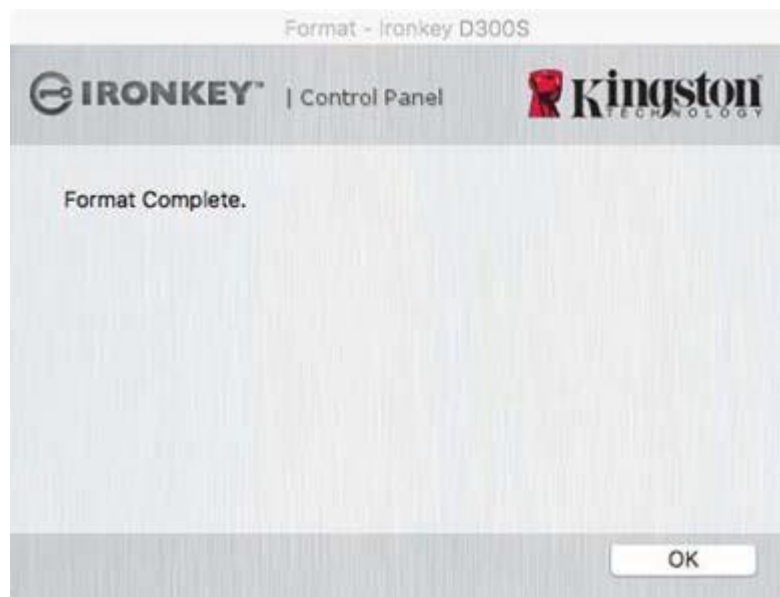 Format - Ironkey D300S
IRONKEY™ | Control Panel
Kingston
TECHNOLOGY
Format Complete.
OK